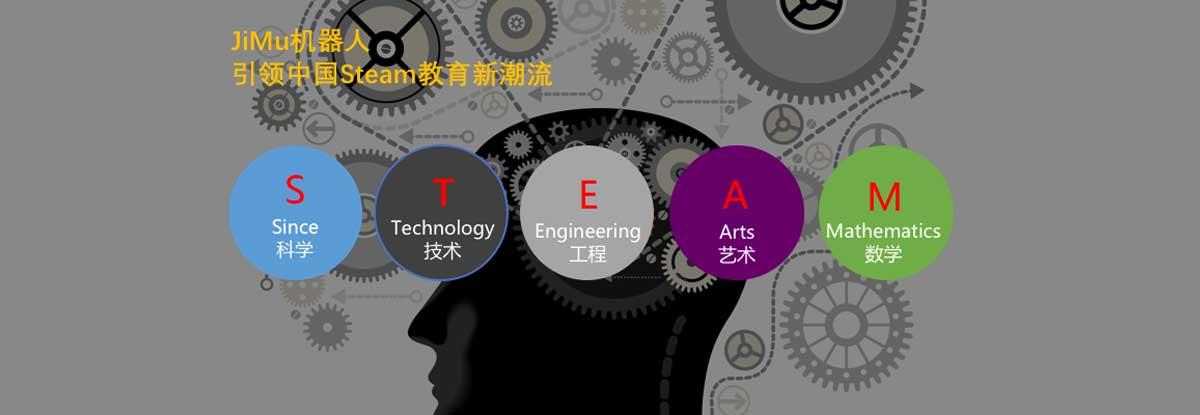 JiMu机器人
引领中国Steam教育新潮流
S
Since
科学
T
Technology
技术
E
Engineering
工程
A
Arts
艺术
M
Mathematics
数学